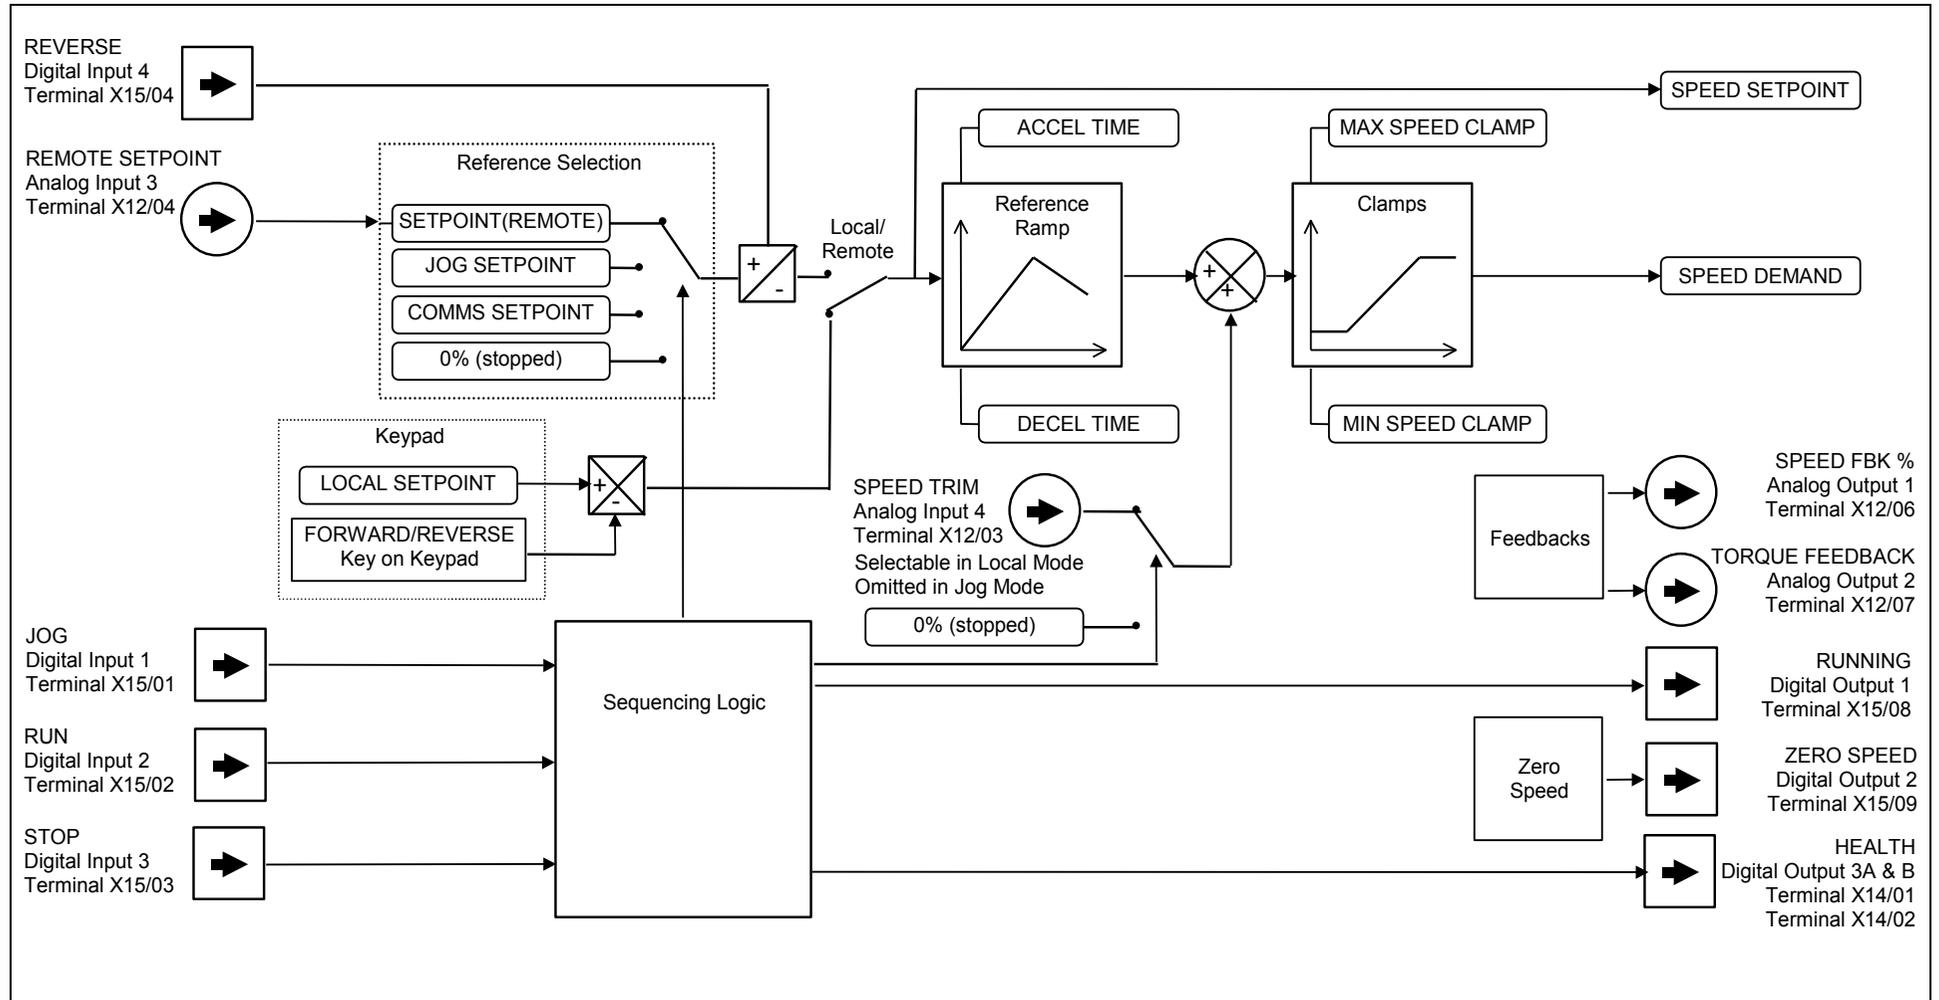 REVERSE
Digital Input 4
Terminal X15/04
REMOTE SETPOINT
Analog Input 3
Terminal X12/04
Reference Selection
SETPOINT(REMOTE)
JOG SETPOINT
COMMS SETPOINT
0% (stopped)
+
-
Local/
Remote
SPEED SETPOINT
ACCEL TIME
Reference
Ramp
DECEL TIME
+
+
MAX SPEED CLAMP
Clamps
MIN SPEED CLAMP
SPEED DEMAND
Keypad
LOCAL SETPOINT
FORWARD/REVERSE
Key on Keypad
+
-
SPEED TRIM
Analog Input 4
Terminal X12/03
Selectable in Local Mode
Omitted in Jog Mode
0% (stopped)
Feedbacks
SPEED FBK %
Analog Output 1
Terminal X12/06
TORQUE FEEDBACK
Analog Output 2
Terminal X12/07
JOG
Digital Input 1
Terminal X15/01
RUN
Digital Input 2
Terminal X15/02
STOP
Digital Input 3
Terminal X15/03
Sequencing Logic
RUNNING
Digital Output 1
Terminal X15/08
Zero
Speed
ZERO SPEED
Digital Output 2
Terminal X15/09
HEALTH
Digital Output 3A & B
Terminal X14/01
Terminal X14/02